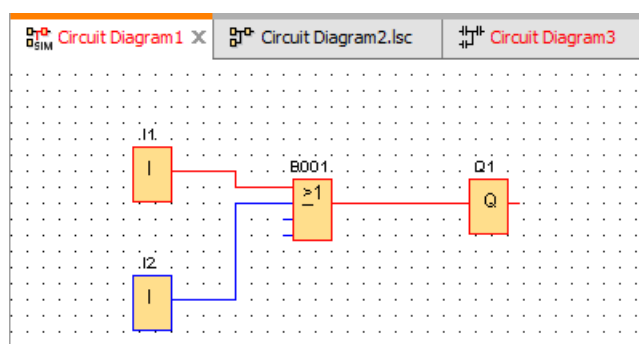 SIM Circuit Diagram1 X Circuit Diagram2.lsc Circuit Diagram3
I1
I
B001
≥1
Q1
Q
I2
I